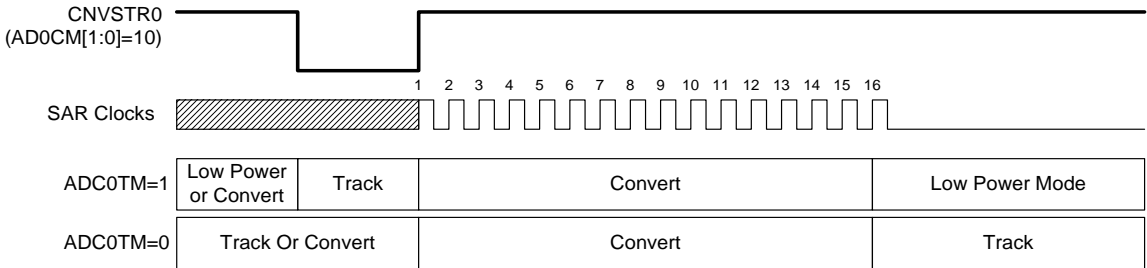 CNVSTR0
(AD0CM[1:0]=10)
1 2 3 4 5 6 7 8 9 10 11 12 13 14 15 16
SAR Clocks
ADC0TM=1
Low Power
or Convert
Track
Convert
Low Power Mode
ADC0TM=0
Track Or Convert
Convert
Track